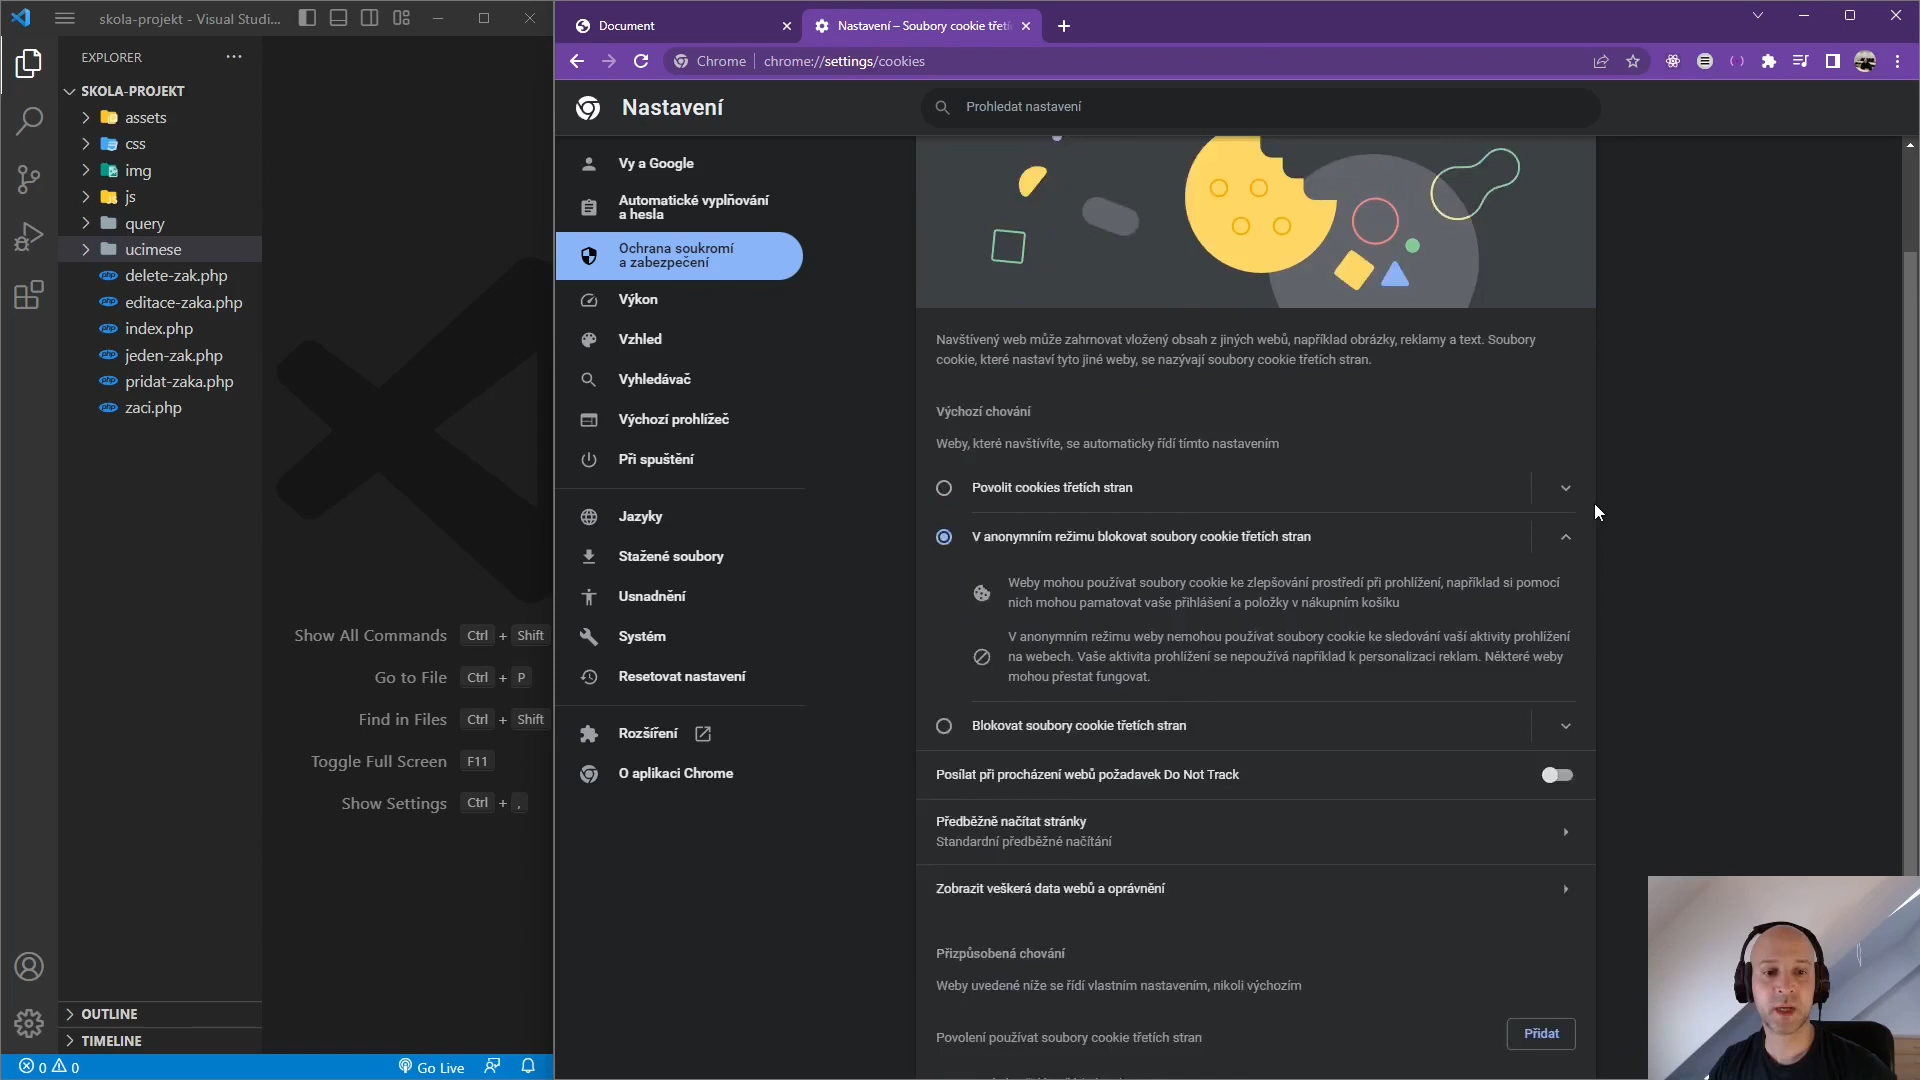 skola-projekt - Visual Studi...
EXPLORER
SKOLA-PROJEKT
assets
css
img
js
query
ucimese
delete-zak.php
editace-zaka.php
index.php
jeden-zak.php
pridat-zaka.php
zaci.php
Show All Commands Ctrl + Shift
Go to File Ctrl + P
Find in Files Ctrl + Shift
Toggle Full Screen F11
Show Settings Ctrl + ,
OUTLINE
TIMELINE
0 0 Go Live
Document
Nastavení – Soubory cookie třetí
Chrome chrome://settings/cookies
Nastavení
Prohledat nastavení
Vy a Google
Automatické vyplňování
a hesla
Ochrana soukromí
a zabezpečení
Výkon
Vzhled
Vyhledávač
Výchozí prohlížeč
Při spuštění
Jazyky
Stažené soubory
Usnadnění
Systém
Resetovat nastavení
Rozšíření
O aplikaci Chrome
Navštívený web může zahrnovat vložený obsah z jiných webů, například obrázky, reklamy a text. Soubory
cookie, které nastaví tyto jiné weby, se nazývají soubory cookie třetích stran.
Výchozí chování
Weby, které navštívíte, se automaticky řídí tímto nastavením
Povolit cookies třetích stran
V anonymním režimu blokovat soubory cookie třetích stran
Weby mohou používat soubory cookie ke zlepšování prostředí při prohlížení, například si pomocí
nich mohou pamatovat vaše přihlášení a položky v nákupním košíku
V anonymním režimu weby nemohou používat soubory cookie ke sledování vaší aktivity prohlížení
na webech. Vaše aktivita prohlížení se nepoužívá například k personalizaci reklam. Některé weby
mohou přestat fungovat.
Blokovat soubory cookie třetích stran
Posílat při procházení webů požadavek Do Not Track
Předběžně načítat stránky
Standardní předběžné načítání
Zobrazit veškerá data webů a oprávnění
Přizpůsobená chování
Weby uvedené níže se řídí vlastním nastavením, nikoli výchozím
Povolení používat soubory cookie třetích stran
Přidat